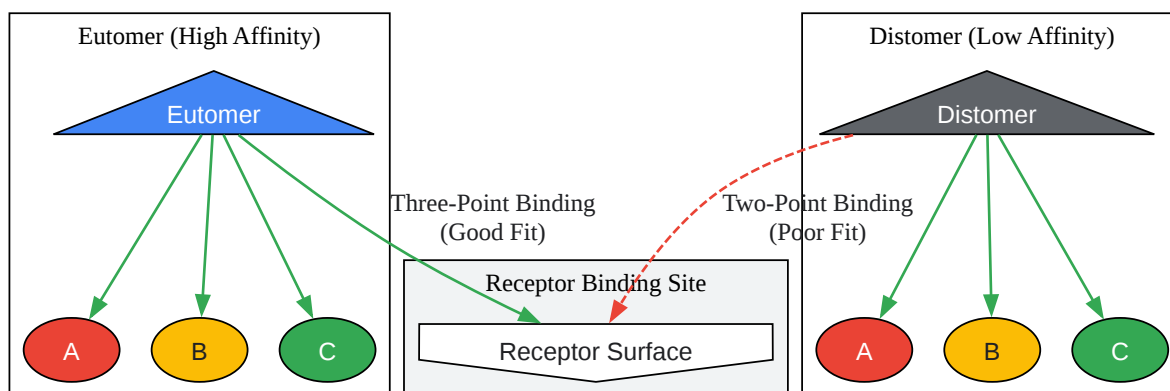 Eutomer (High Affinity)
Distomer (Low Affinity)
Eutomer
Distomer
Three-Point Binding
(Good Fit)
Two-Point Binding
(Poor Fit)
Receptor Binding Site
Receptor Surface
A
B
C
A
B
C